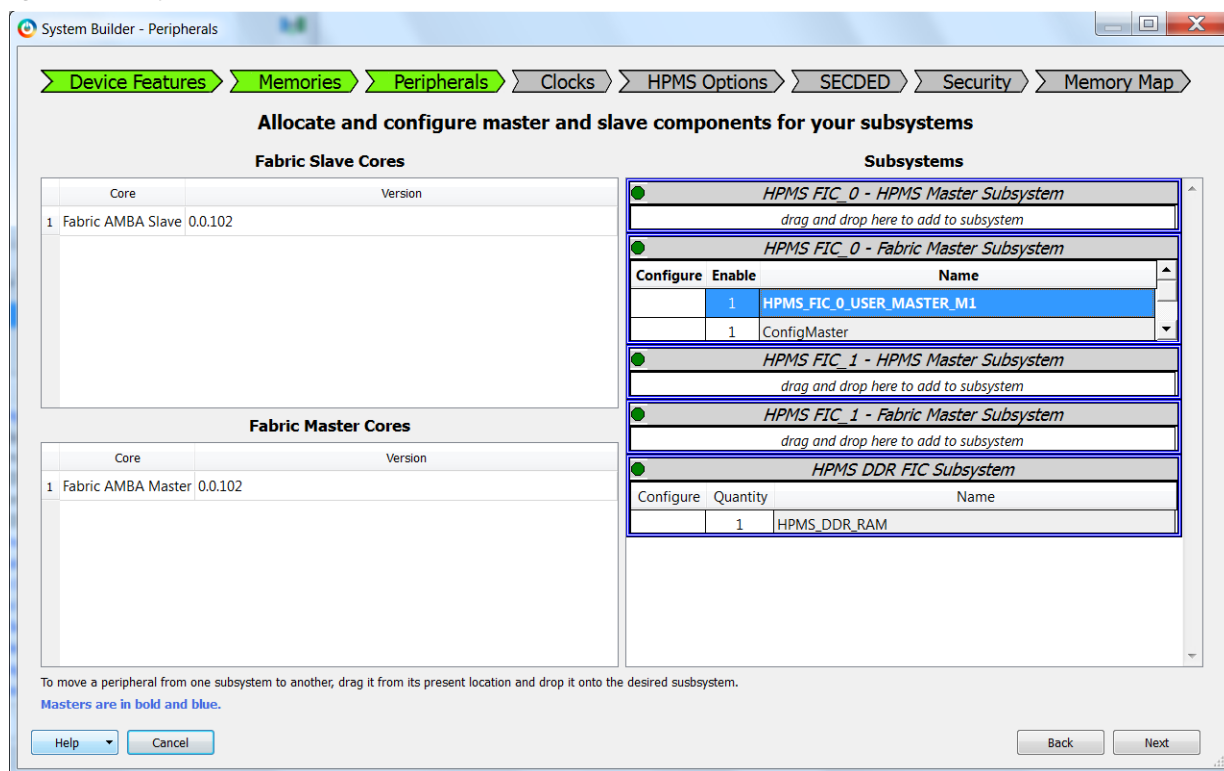 System Builder - Peripherals
Device Features Memories Peripherals Clocks HPMS Options SECDED Security Memory Map
Allocate and configure master and slave components for your subsystems
Fabric Slave Cores
Core Version
1 Fabric AMBA Slave 0.0.102
Fabric Master Cores
Core Version
1 Fabric AMBA Master 0.0.102
Subsystems
HPMS FIC_0 - HPMS Master Subsystem
drag and drop here to add to subsystem
HPMS FIC_0 - Fabric Master Subsystem
Configure Enable Name
1 HPMS_FIC_0_USER_MASTER_M1
1 ConfigMaster
HPMS FIC_1 - HPMS Master Subsystem
drag and drop here to add to subsystem
HPMS FIC_1 - Fabric Master Subsystem
drag and drop here to add to subsystem
HPMS DDR FIC Subsystem
Configure Quantity Name
1 HPMS_DDR_RAM
To move a peripheral from one subsystem to another, drag it from its present location and drop it onto the desired susbsystem.
Masters are in bold and blue.
Help Cancel Back Next